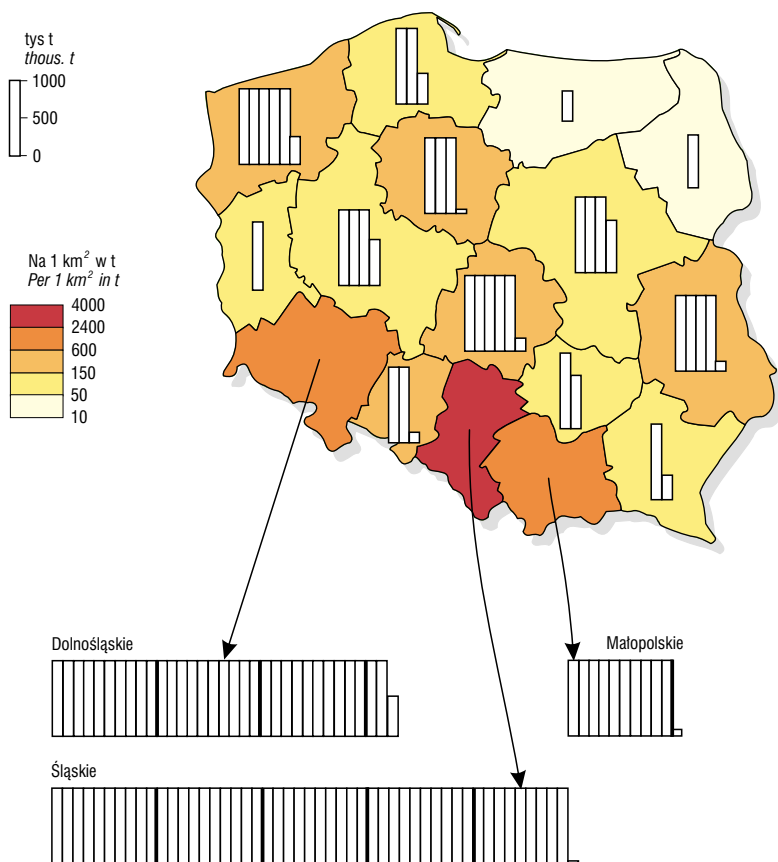 tys t
thous. t
1000
500
0
Na 1 km² w t
Per 1 km² in t
4000
2400
600
150
50
10
Dolnośląskie
Małopolskie
Śląskie